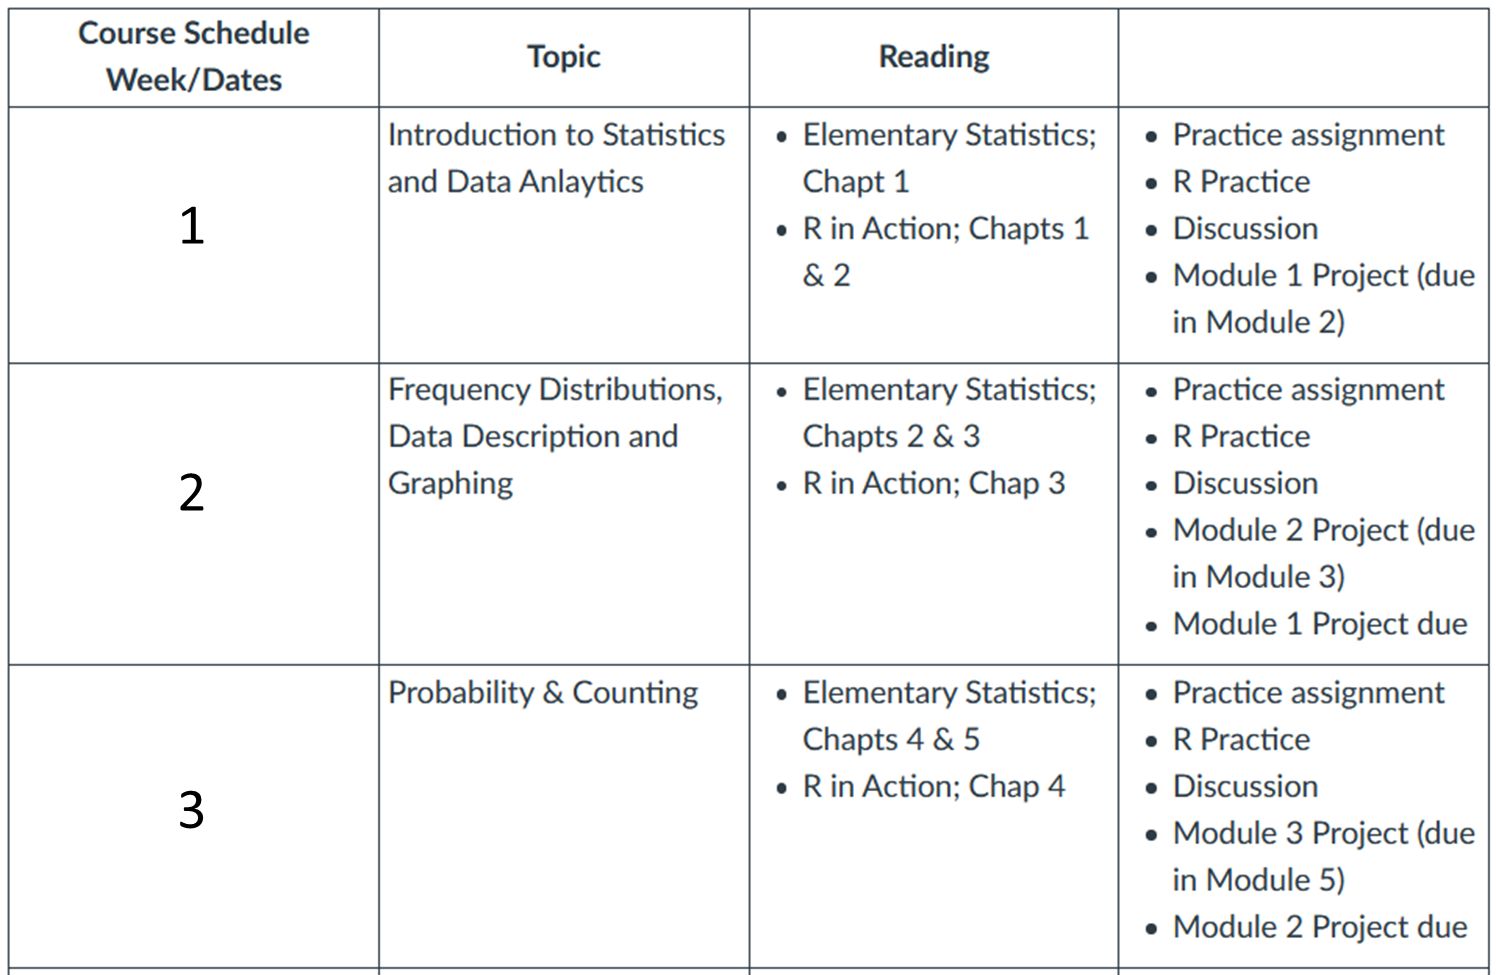 Course Schedule
Week/Dates
Topic
Reading
1
Introduction to Statistics
and Data Anlaytics
Elementary Statistics;
Chapt 1
R in Action; Chapts 1
& 2
Practice assignment
R Practice
Discussion
Module 1 Project (due
in Module 2)
2
Frequency Distributions,
Data Description and
Graphing
Elementary Statistics;
Chapts 2 & 3
R in Action; Chap 3
Practice assignment
R Practice
Discussion
Module 2 Project (due
in Module 3)
Module 1 Project due
3
Probability & Counting
Elementary Statistics;
Chapts 4 & 5
R in Action; Chap 4
Practice assignment
R Practice
Discussion
Module 3 Project (due
in Module 5)
Module 2 Project due